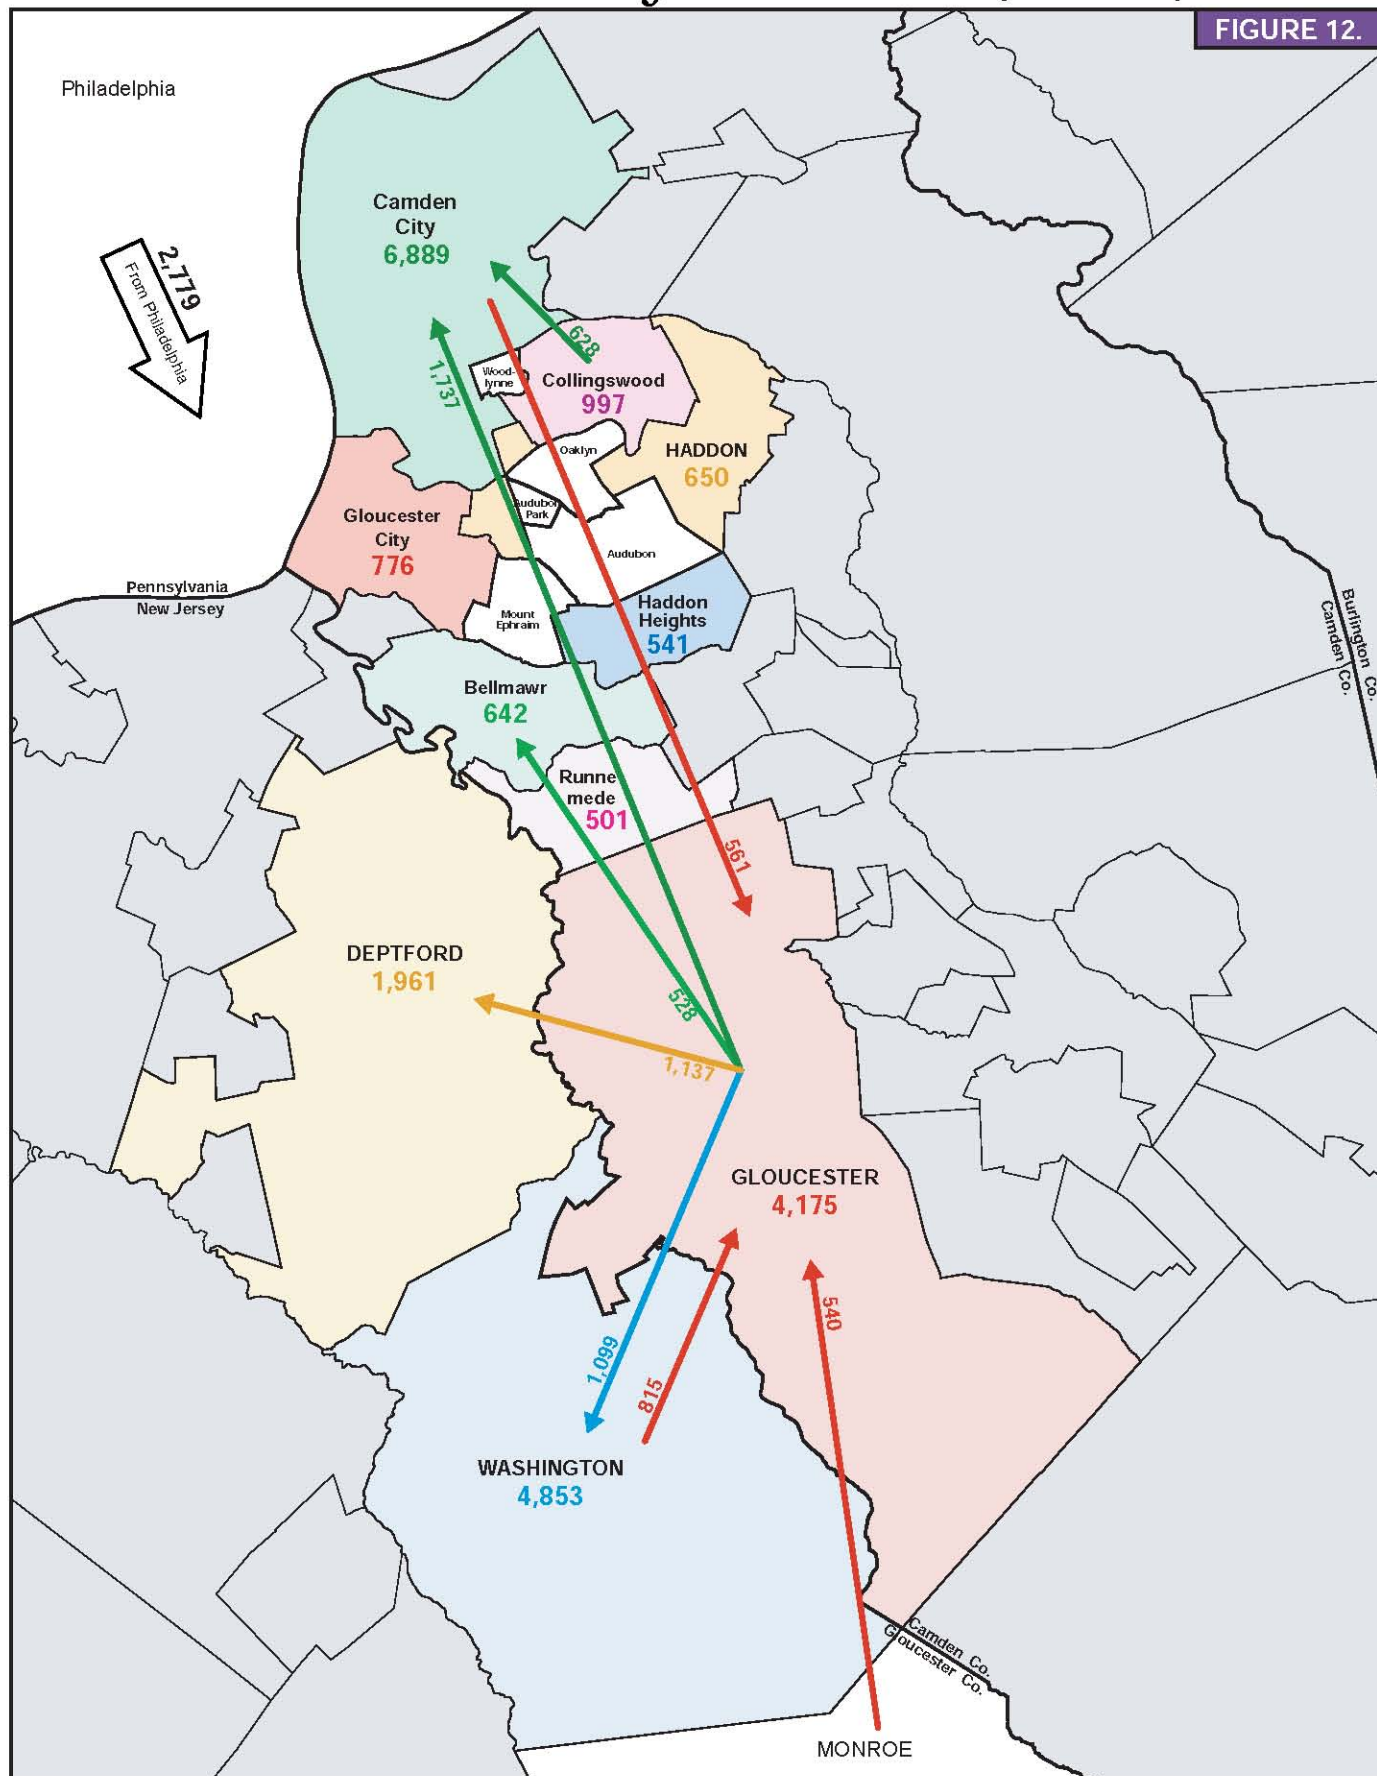 FIGURE 12.
Philadelphia
Camden
City
6,889
2,779
From Philadelphia
628
1,737
Wood-
lynne
Collingswood
997
Oaklyn
HADDON
650
Audubon
Park
Gloucester
City
776
Audubon
Pennsylvania
New Jersey
Mount
Ephraim
Haddon
Heights
541
Burlington Co.
Camden Co.
Bellmawr
642
Runne
mede
501
561
DEPTFORD
1,961
528
1,137
GLOUCESTER
4,175
540
1,099
815
WASHINGTON
4,853
Camden Co.
Gloucester Co.
MONROE